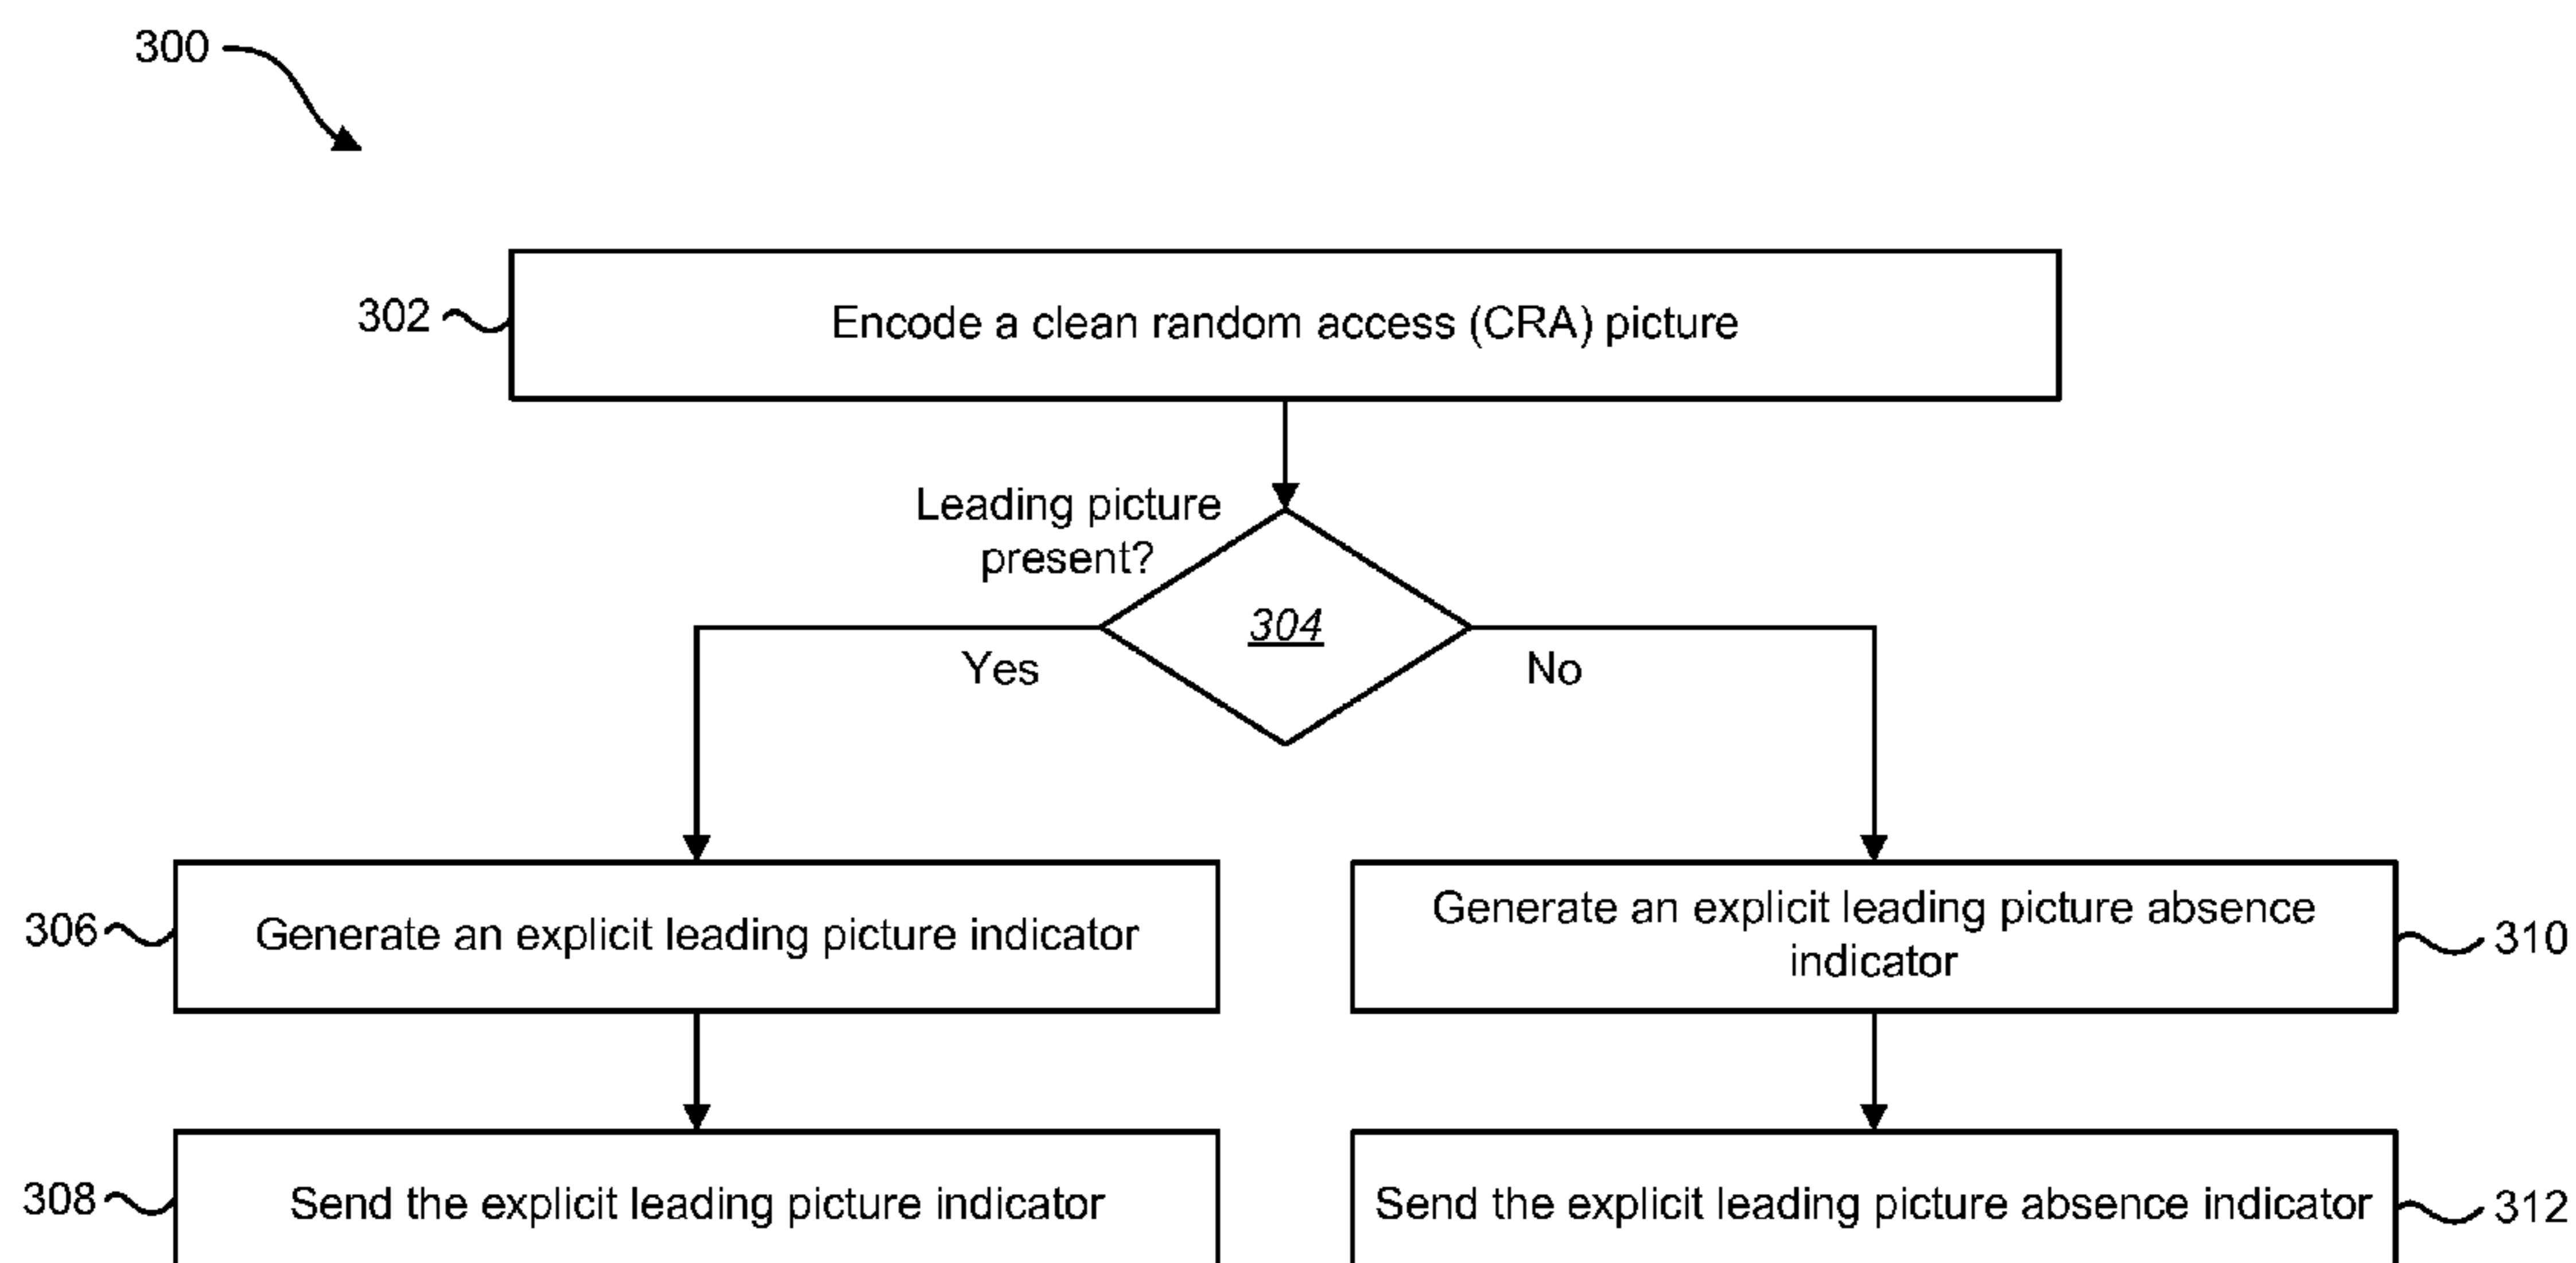 300
302
Encode a clean random access (CRA) picture
Leading picture
present?
304
Yes
No
306
Generate an explicit leading picture indicator
Generate an explicit leading picture absence
indicator
310
308
Send the explicit leading picture indicator
Send the explicit leading picture absence indicator
312